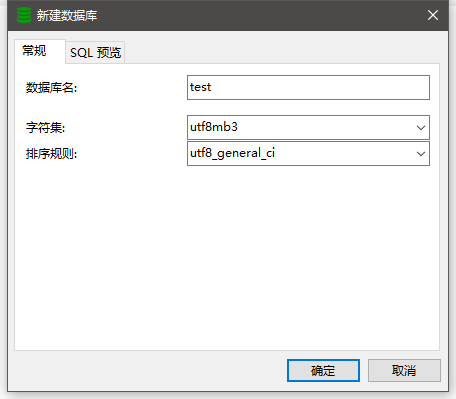 新建数据库
常规 SQL 预览
数据库名: test
字符集: utf8mb3
排序规则: utf8_general_ci
确定 取消